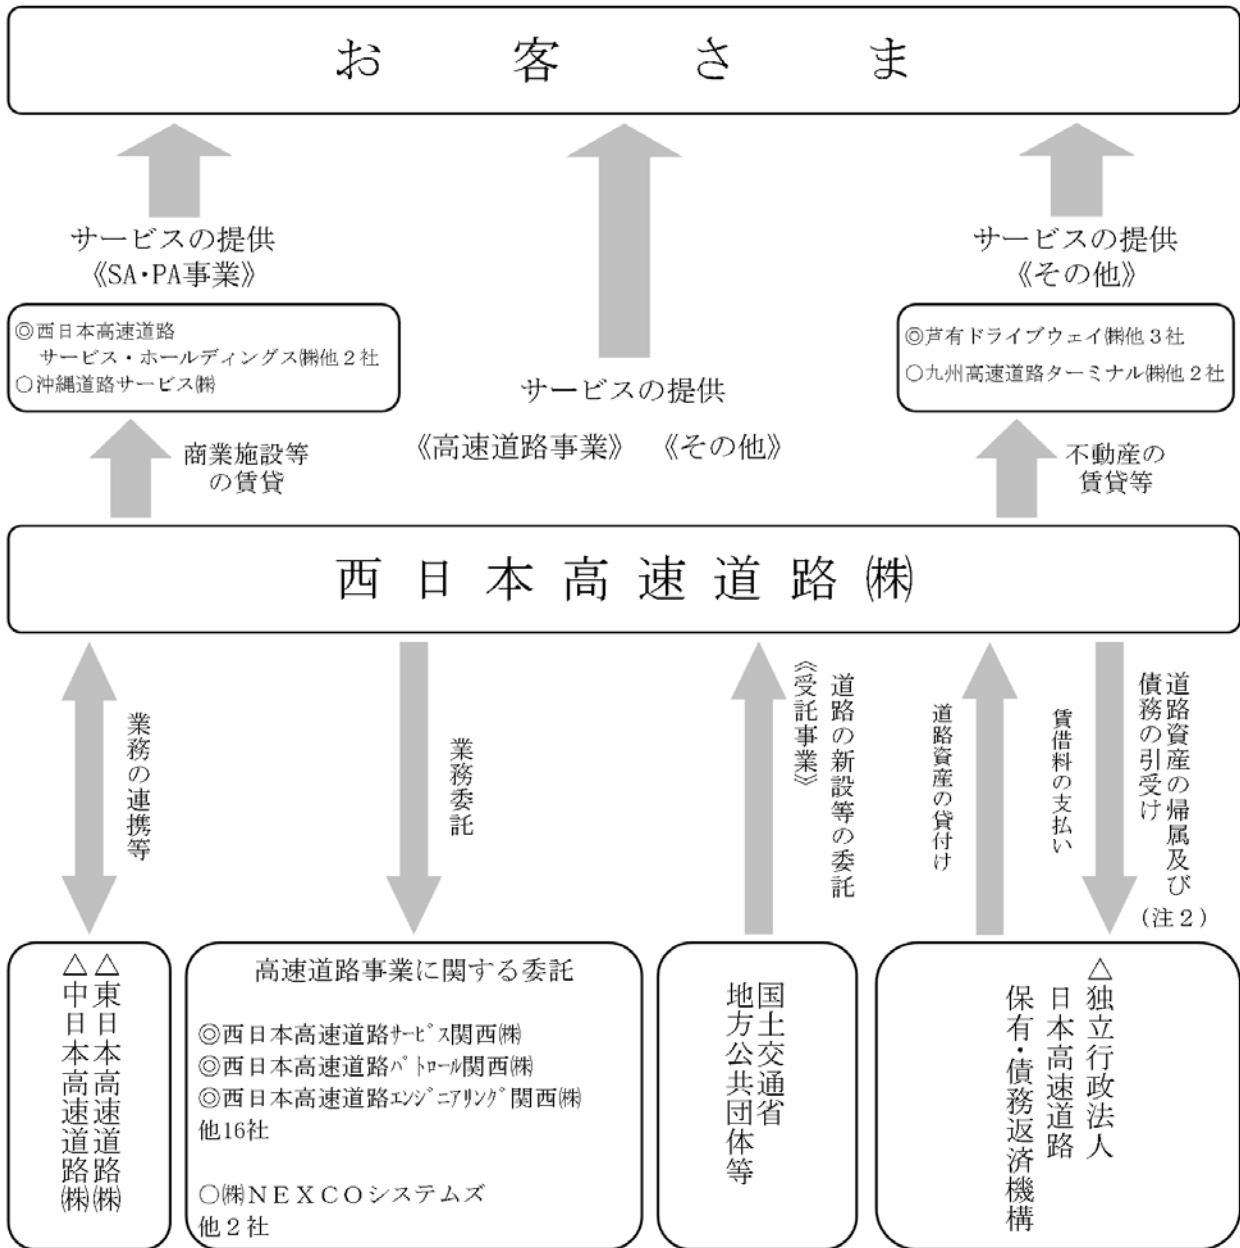 お客さま
サービスの提供
《SA・PA事業》
サービスの提供
《その他》
◎西日本高速道路
サービス・ホールディングス㈱他２社
○沖縄道路サービス㈱
◎芦有ドライブウェイ㈱他３社
○九州高速道路ターミナル㈱他２社
サービスの提供
《高速道路事業》 《その他》
商業施設等
の賃貸
不動産の
賃貸等
西日本高速道路㈱
業務の連携等
業務委託
道路の新設等の委託
《受託事業》
道路資産の貸付け
賃借料の支払い
道路資産の帰属及び
債務の引受け
(注２)
△東日本高速道路㈱
△中日本高速道路㈱
高速道路事業に関する委託
◎西日本高速道路ｻｰﾋﾞｽ関西㈱
◎西日本高速道路ﾊﾟﾄﾛｰﾙ関西㈱
◎西日本高速道路ｴﾝｼﾞﾆｱﾘﾝｸﾞ関西㈱
他16社
○㈱ＮＥＸＣＯシステムズ
他２社
国土交通省
地方公共団体等
△独立行政法人
日本高速道路
保有・債務返済機構